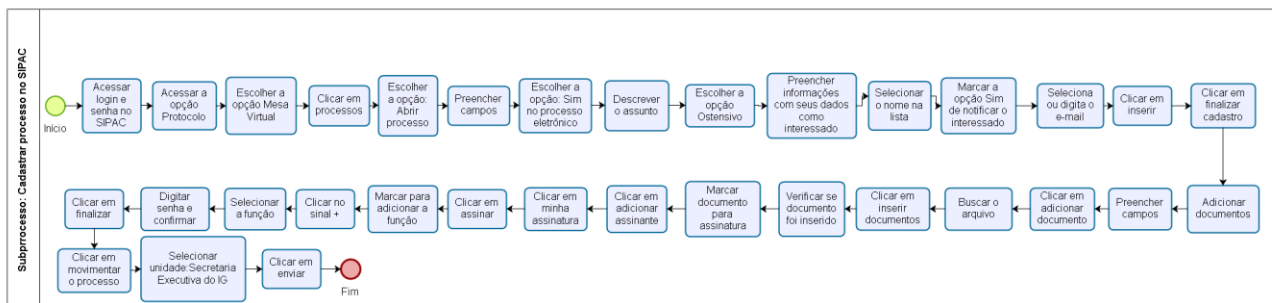 Subprrocesso: Cadastrar processo no SIPAC
Início
Acessar
login e
senha no
SIPAC
Acessar a
opção
Protocolo
Escolher a
opção Mesa
Virtual
Clicar em
processos
Escolher
a opção:
Abrir
processo
Preencher
campos
Escolher a
opção: Sim
no processo
eletrônico
Descrever
o assunto
Escolher a
opção
Ostensivo
Preencher
informações
com seus dados
como
interessado
Selecionar
o nome na
lista
Marcar a
opção Sim
de notificar o
interessado
Seleciona
ou digita o
e-mail
Clicar em
inserir
Clicar em
finalizar
cadastro
Adicionar
documentos
Preencher
campos
Clicar em
adicionar
documento
Buscar o
arquivo
Clicar em
inserir
documentos
Verificar se
documento
foi inserido
Marcar
documento
para
assinatura
Clicar em
adicionar
assinante
Clicar em
minha
assinatura
Clicar em
assinar
Marcar para
adicionar a
função
Clicar no
sinal +
Selecionar
a função
Digitar
senha e
confirmar
Clicar em
finalizar
Clicar em
movimentar
o processo
Selecionar
unidade:Secretaria
Executiva do IG
Clicar em
enviar
Fim